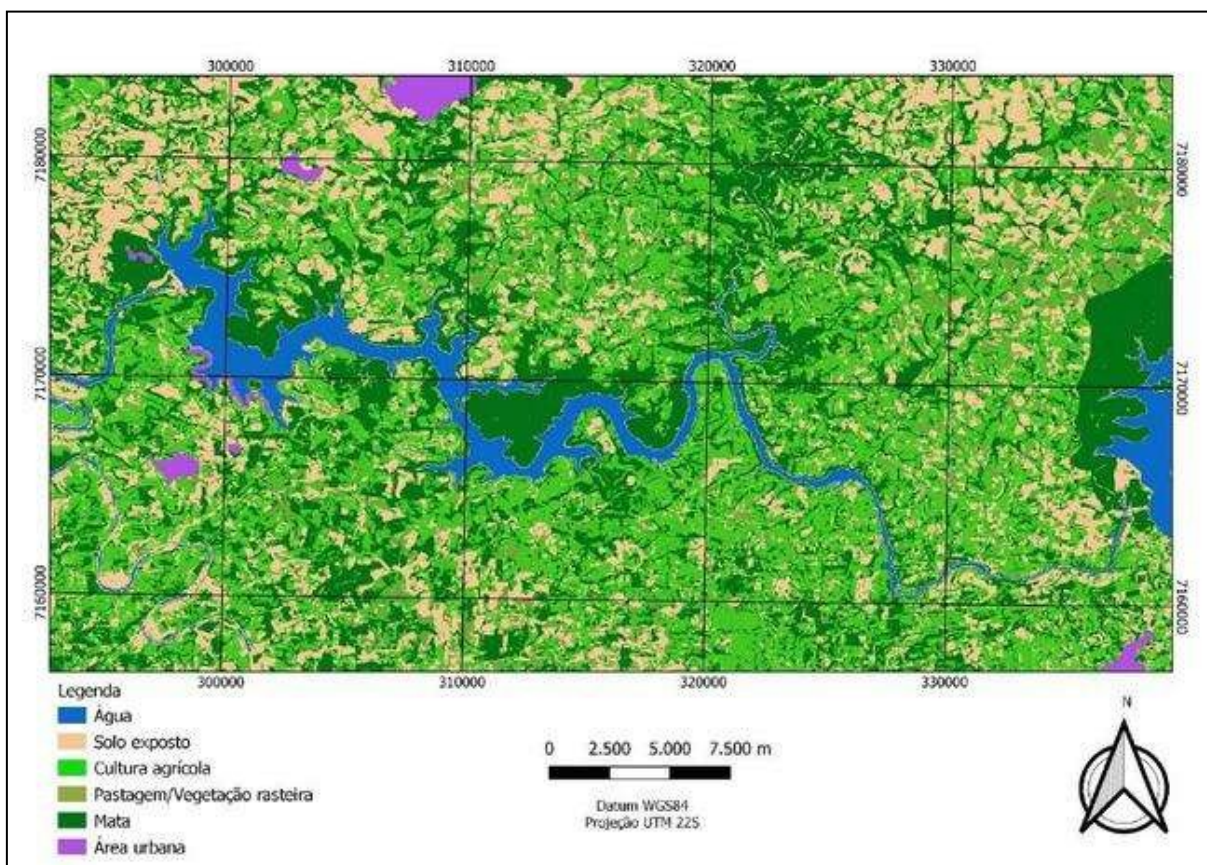 300000 310000 320000 330000
7180000 7180000
7170000 7170000
7160000 7160000
300000 310000 320000 330000
Legenda
Água
Solo exposto
Cultura agrícola
Pastagem/Vegetação rasteira
Mata
Área urbana
0 2.500 5.000 7.500 m
Datum WGS84
Projeção UTM 22S
N